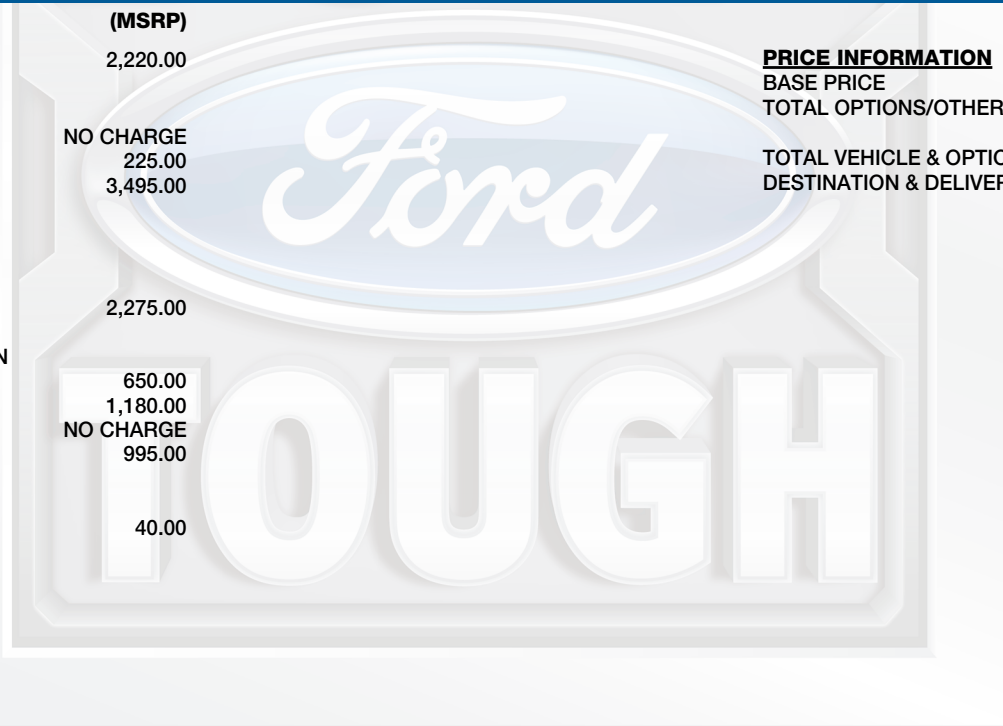 (MSRP)
2,220.00
NO CHARGE
225.00
3,495.00
2,275.00
N
650.00
1,180.00
NO CHARGE
995.00
40.00
PRICE INFORMATION
BASE PRICE
TOTAL OPTIONS/OTHER
TOTAL VEHICLE & OPTIO
DESTINATION & DELIVER
Ford
TOUGH